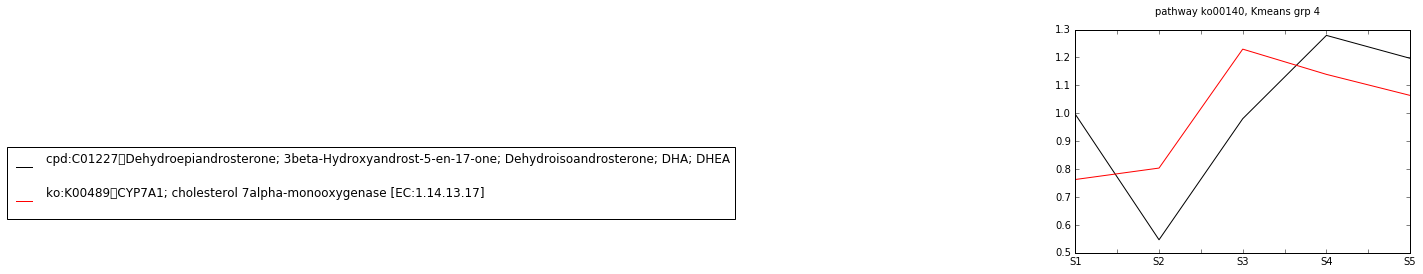 pathway ko00140, Kmeans grp 4
1.3
1.2
1.1
1.0
0.9
0.8
0.7
0.6
0.5
S1 S2 S3 S4 S5
cpd:C01227▯Dehydroepiandrosterone; 3beta-Hydroxyandrost-5-en-17-one; Dehydroisoandrosterone; DHA; DHEA
ko:K00489▯CYP7A1; cholesterol 7alpha-monooxygenase [EC:1.14.13.17]